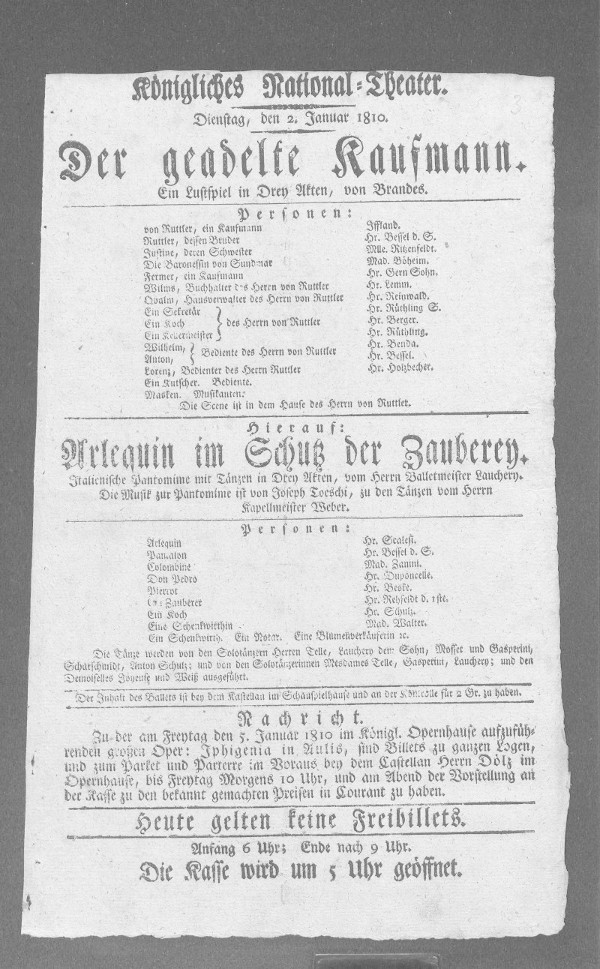 Königliches National-Theater.
Dienstag, den 2. Januar 1810.
Der geadelte Kaufmann.
Ein Lustspiel in Drey Akten, von Brandes.
Personen:
von Ruttler, ein Kaufmann Iffland.
Ruttler, dessen Bruder Hr. Bessel d. S.
Justine, deren Schwester Mlle. Ritzenfeldt.
Die Baronessin von Sundmar Mad. Böheim.
Fermer, ein Kaufmann Hr. Gern Sohn.
Wilms, Buchhalter des Herrn von Ruttler Hr. Lemm.
Qualm, Hausverwalter des Herrn von Ruttler Hr. Reinwald.
Ein Sekretär Hr. Rüthling S.
Ein Koch des Herrn von Ruttler Hr. Berger.
Ein Kellermeister Hr. Rüthling.
Wilhelm, Hr. Benda.
Anton, Bediente des Herrn von Ruttler Hr. Bessel.
Lorenz, Bedienter des Herrn Ruttler Hr. Holzbecher.
Ein Kutscher. Bediente.
Masken. Musikanten.
Die Scene ist in dem Hause des Herrn von Ruttler.
Hierauf:
Arlequin im Schutz der Zauberey.
Italienische Pantomime mit Tänzen in Drey Akten, vom Herrn Balletmeister Lauchery.
Die Musik zur Pantomime ist von Joseph Toeschi, zu den Tänzen vom Herrn
Kapellmeister Weber.
Personen:
Arlequin Hr. Scalesi.
Pantalon Hr. Bessel d. S.
Colombine Mad. Zanini.
Don Pedro Hr. Duponcelle.
Pierrot Hr. Beske.
Ein Zauberer Hr. Rehfeldt d. 1ste.
Ein Koch Hr. Schulz.
Eine Schenkwirthin Mad. Walter.
Ein Schenkwirth. Ein Notar. Eine Blumenverkäuferin ꝛc.
Die Tänze werden von den Solotänzern Herren Telle, Lauchery dem Sohn, Mosser und Gasperini,
Schatschmidt, Anton Schulz; und von den Solotänzerinnen Mesdames Telle, Gasperini, Lauchery; und den
Demoiselles Joyeuse und Weiß ausgeführt.
Der Inhalt des Ballets ist bey dem Kastellan im Schauspielhause und an der Kontrolle für 2 Gr. zu haben.
Nachricht.
Zu der am Freytag den 5. Januar 1810 im Königl. Opernhause aufzufüh-
renden großen Oper: Iphigenia in Aulis, sind Billets zu ganzen Logen,
und zum Parket und Parterre im Voraus bey dem Castellan Herrn Dölz im
Opernhause, bis Freytag Morgens 10 Uhr, und am Abend der Vorstellung an
der Kasse zu den bekannt gemachten Preisen in Courant zu haben.
Heute gelten keine Freibillets.
Anfang 6 Uhr; Ende nach 9 Uhr.
Die Kasse wird um 5 Uhr geöffnet.